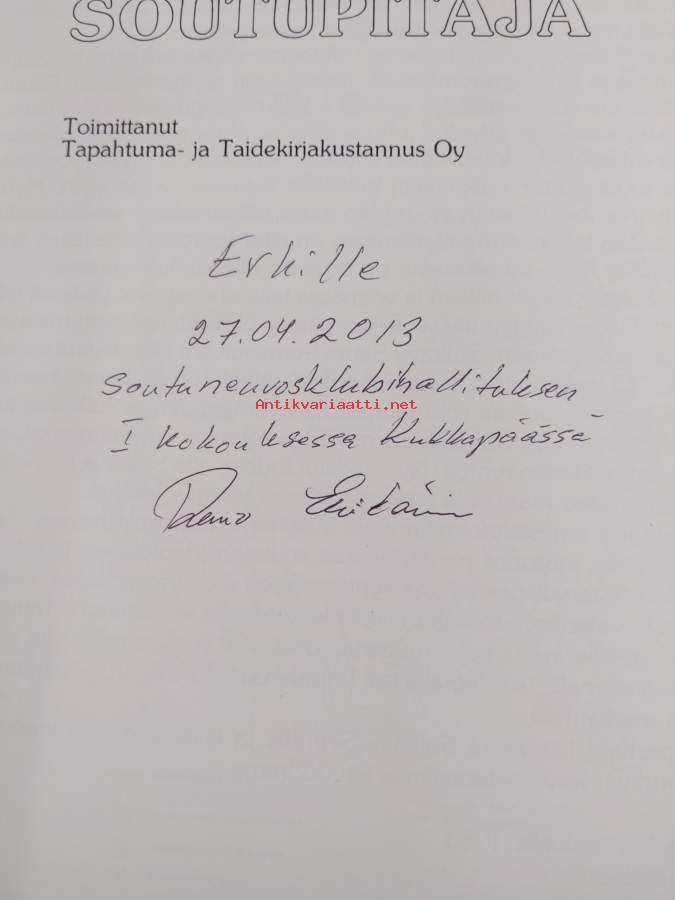 SOUTUPITÄJÄ
Toimittanut
Tapahtuma- ja Taidekirjakustannus Oy
Erkille
27.04.2013
Soutuneuvosklubihallituksen
Antikvariaatti.net
I kokouksessa Kukkapäässä